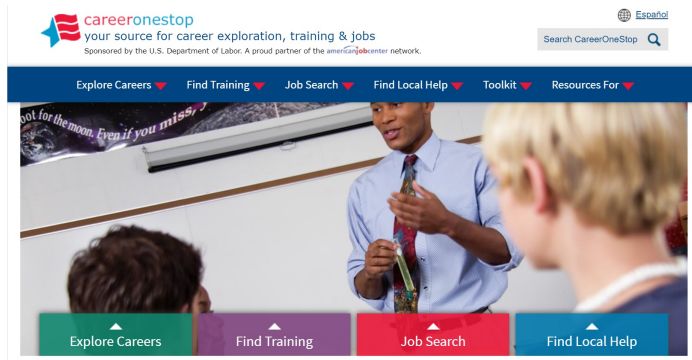 careeronestop
your source for career exploration, training & jobs
Sponsored by the U.S. Department of Labor. A proud partner of the americanjobcenter network.
Español
Search CareerOneStop
Explore Careers Find Training Job Search Find Local Help Toolkit Resources For
oot for the moon. Even if you miss,
Explore Careers Find Training Job Search Find Local Help